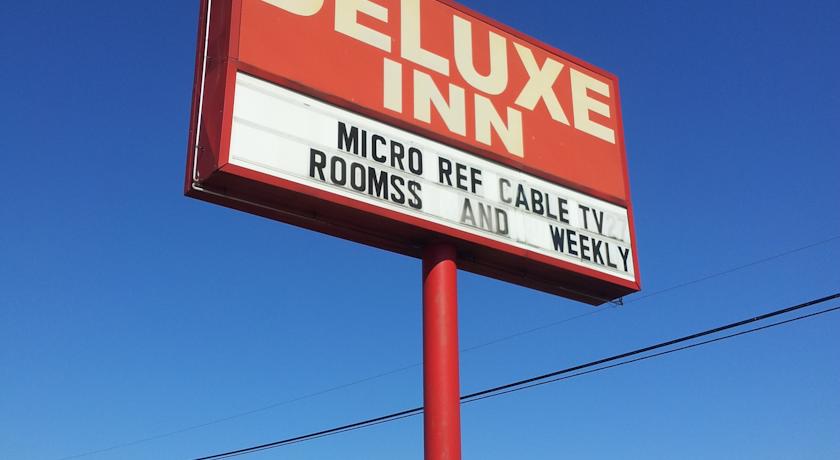 DELUXE
INN
MICRO REF CABLE TV
ROOMSS AND WEEKLY